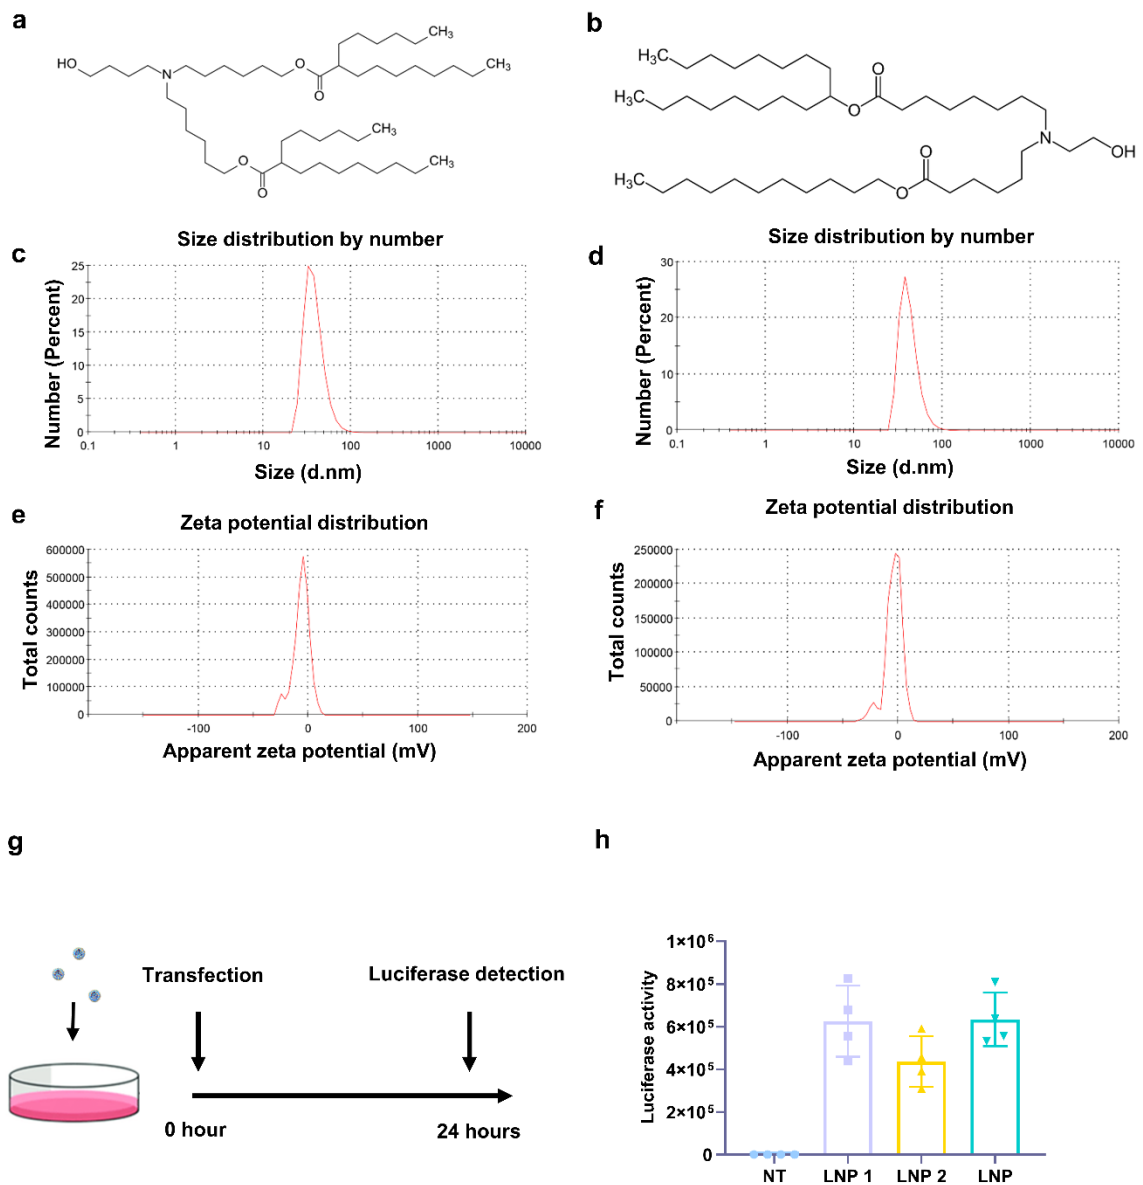 a
CH₃
HO
N
O
O
CH₃
CH₃
O
O
CH₃
b
H₃C
H₃C
O
O
N
OH
O
H₃C
O
Size distribution by number
c
Number (Percent)
25
20
15
10
5
0
0.1
1
10
100
1000
10000
Size (d.nm)
Size distribution by number
d
Number (Percent)
30
20
10
0
0.1
1
10
100
1000
10000
Size (d.nm)
e
Zeta potential distribution
Total counts
600000
500000
400000
300000
200000
100000
0
-100
0
100
200
Apparent zeta potential (mV)
f
Zeta potential distribution
Total counts
250000
200000
150000
100000
50000
0
-100
0
100
200
Apparent zeta potential (mV)
g
Transfection
Luciferase detection
0 hour
24 hours
h
Luciferase activity
1×10⁶
8×10⁵
6×10⁵
4×10⁵
2×10⁵
0
NT
LNP 1
LNP 2
LNP